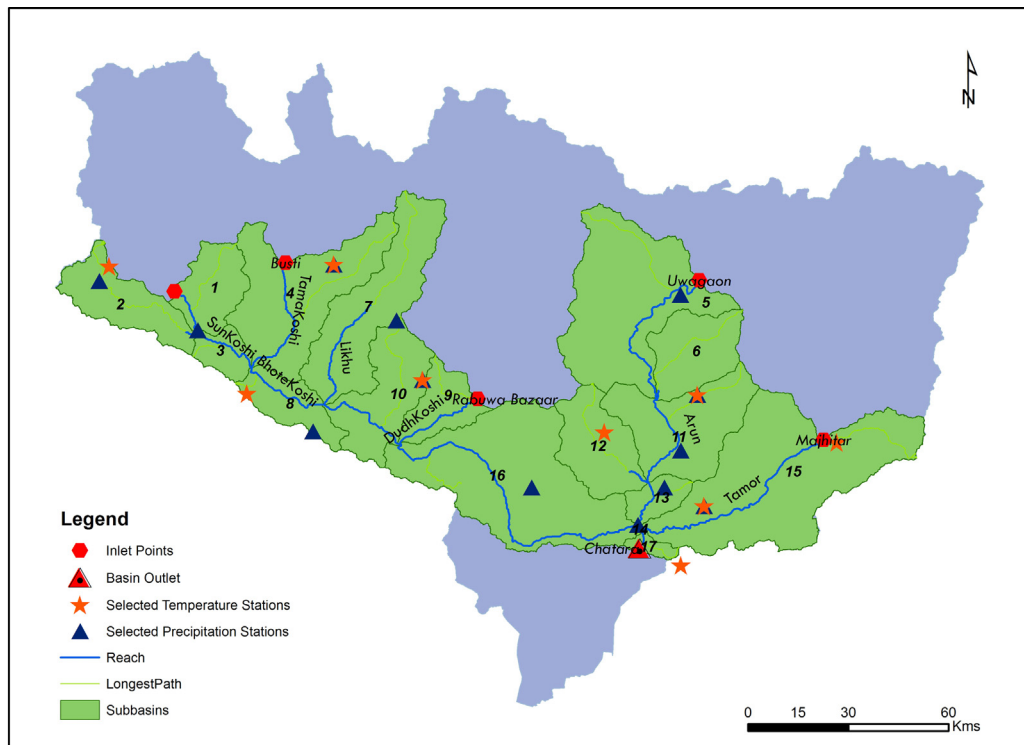 N
Busti
1
4
TamaKoshi
2
7
Uwagaon
5
SunKoshi BhoteKoshi
3
Likhu
6
8
10
9
Rabuwa Bazaar
DudhKoshi
12
11
Arun
Majhitar
15
16
13
Tamor
14
Chatara
17
Legend
Inlet Points
Basin Outlet
Selected Temperature Stations
Selected Precipitation Stations
Reach
LongestPath
Subbasins
0 15 30 60
Kms